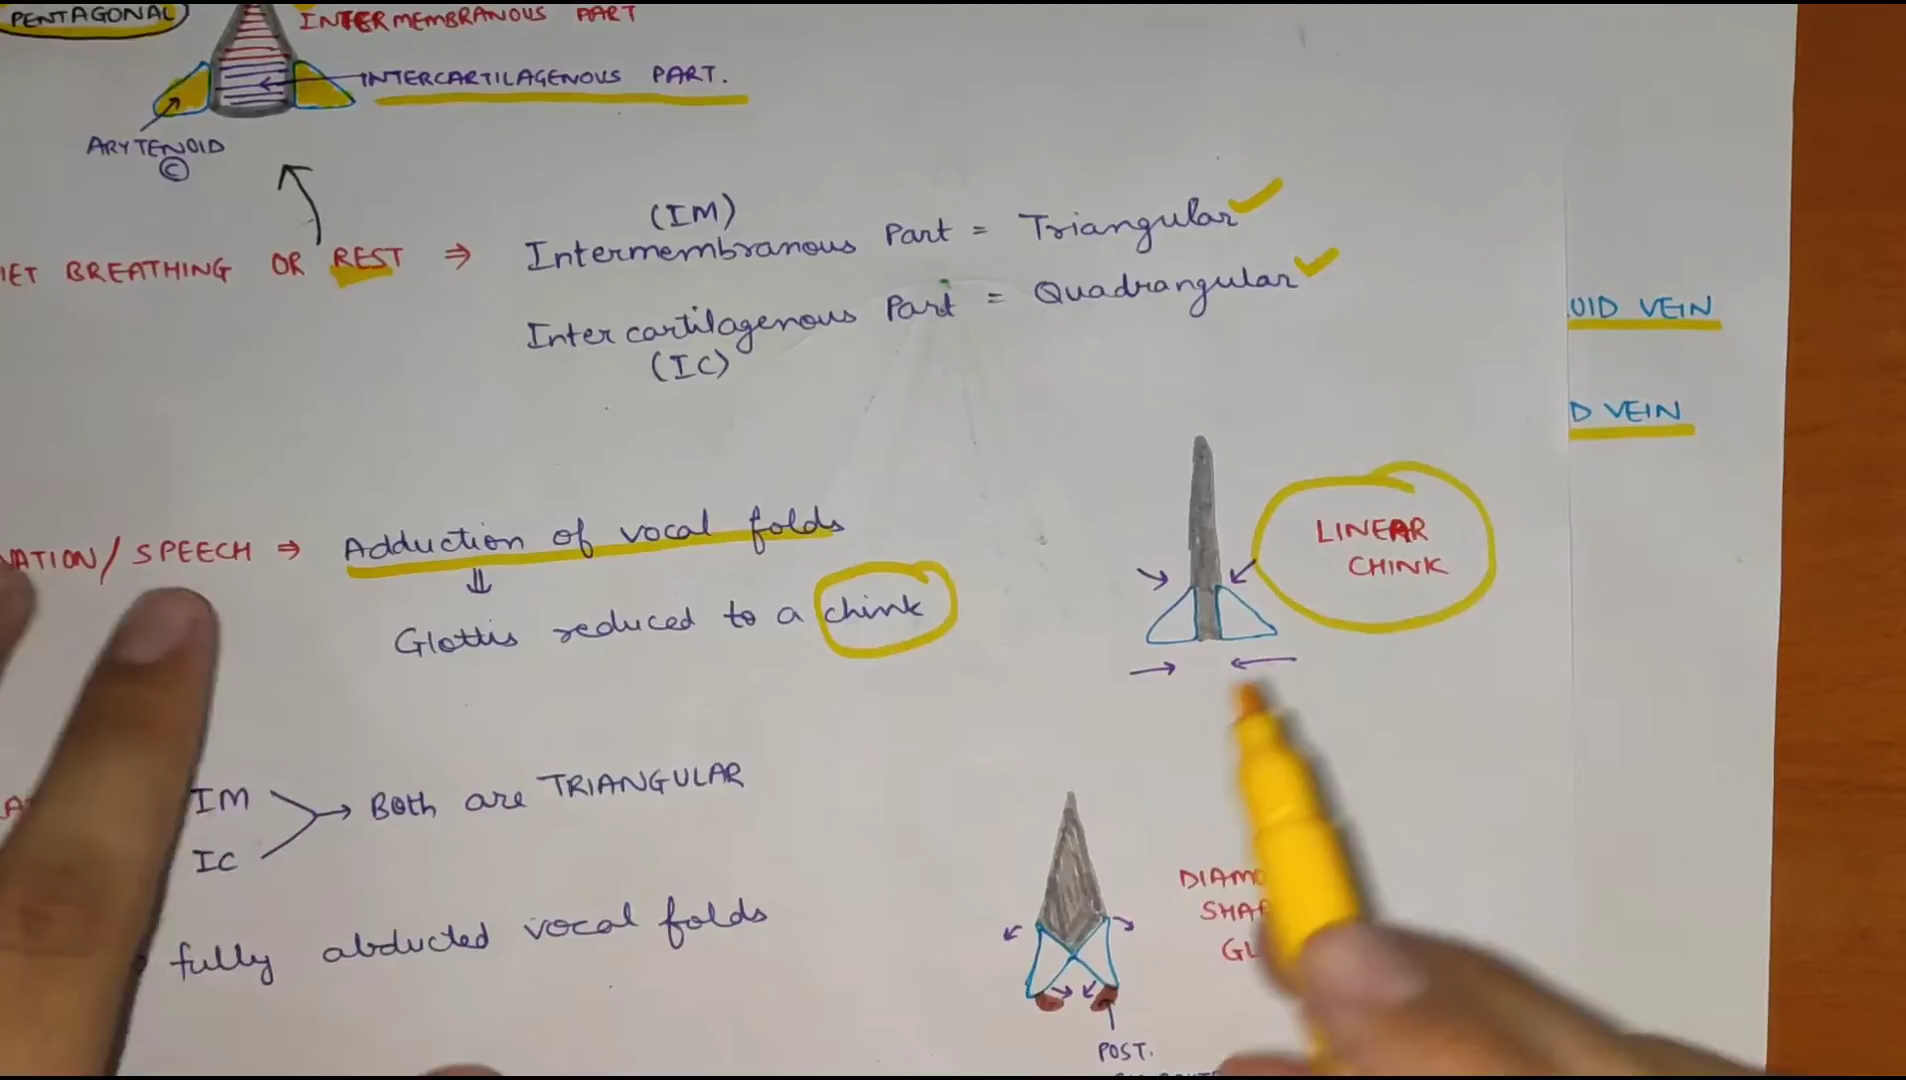 PENTAGONAL
INTERMEMBRANOUS PART
INTERCARTILAGENOUS PART.
ARYTENOID
C
(IM)
BREATHING OR REST ⇒ Intermembranous Part = Triangular
Intercartilagenous Part = Quadrangular
(IC)
VEIN
VEIN
/ SPEECH ⇒ Adduction of vocal folds
⇓
Glottis reduced to a chink
LINEAR
CHINK
IM
IC
→ Both are TRIANGULAR
fully abducted vocal folds
POST.